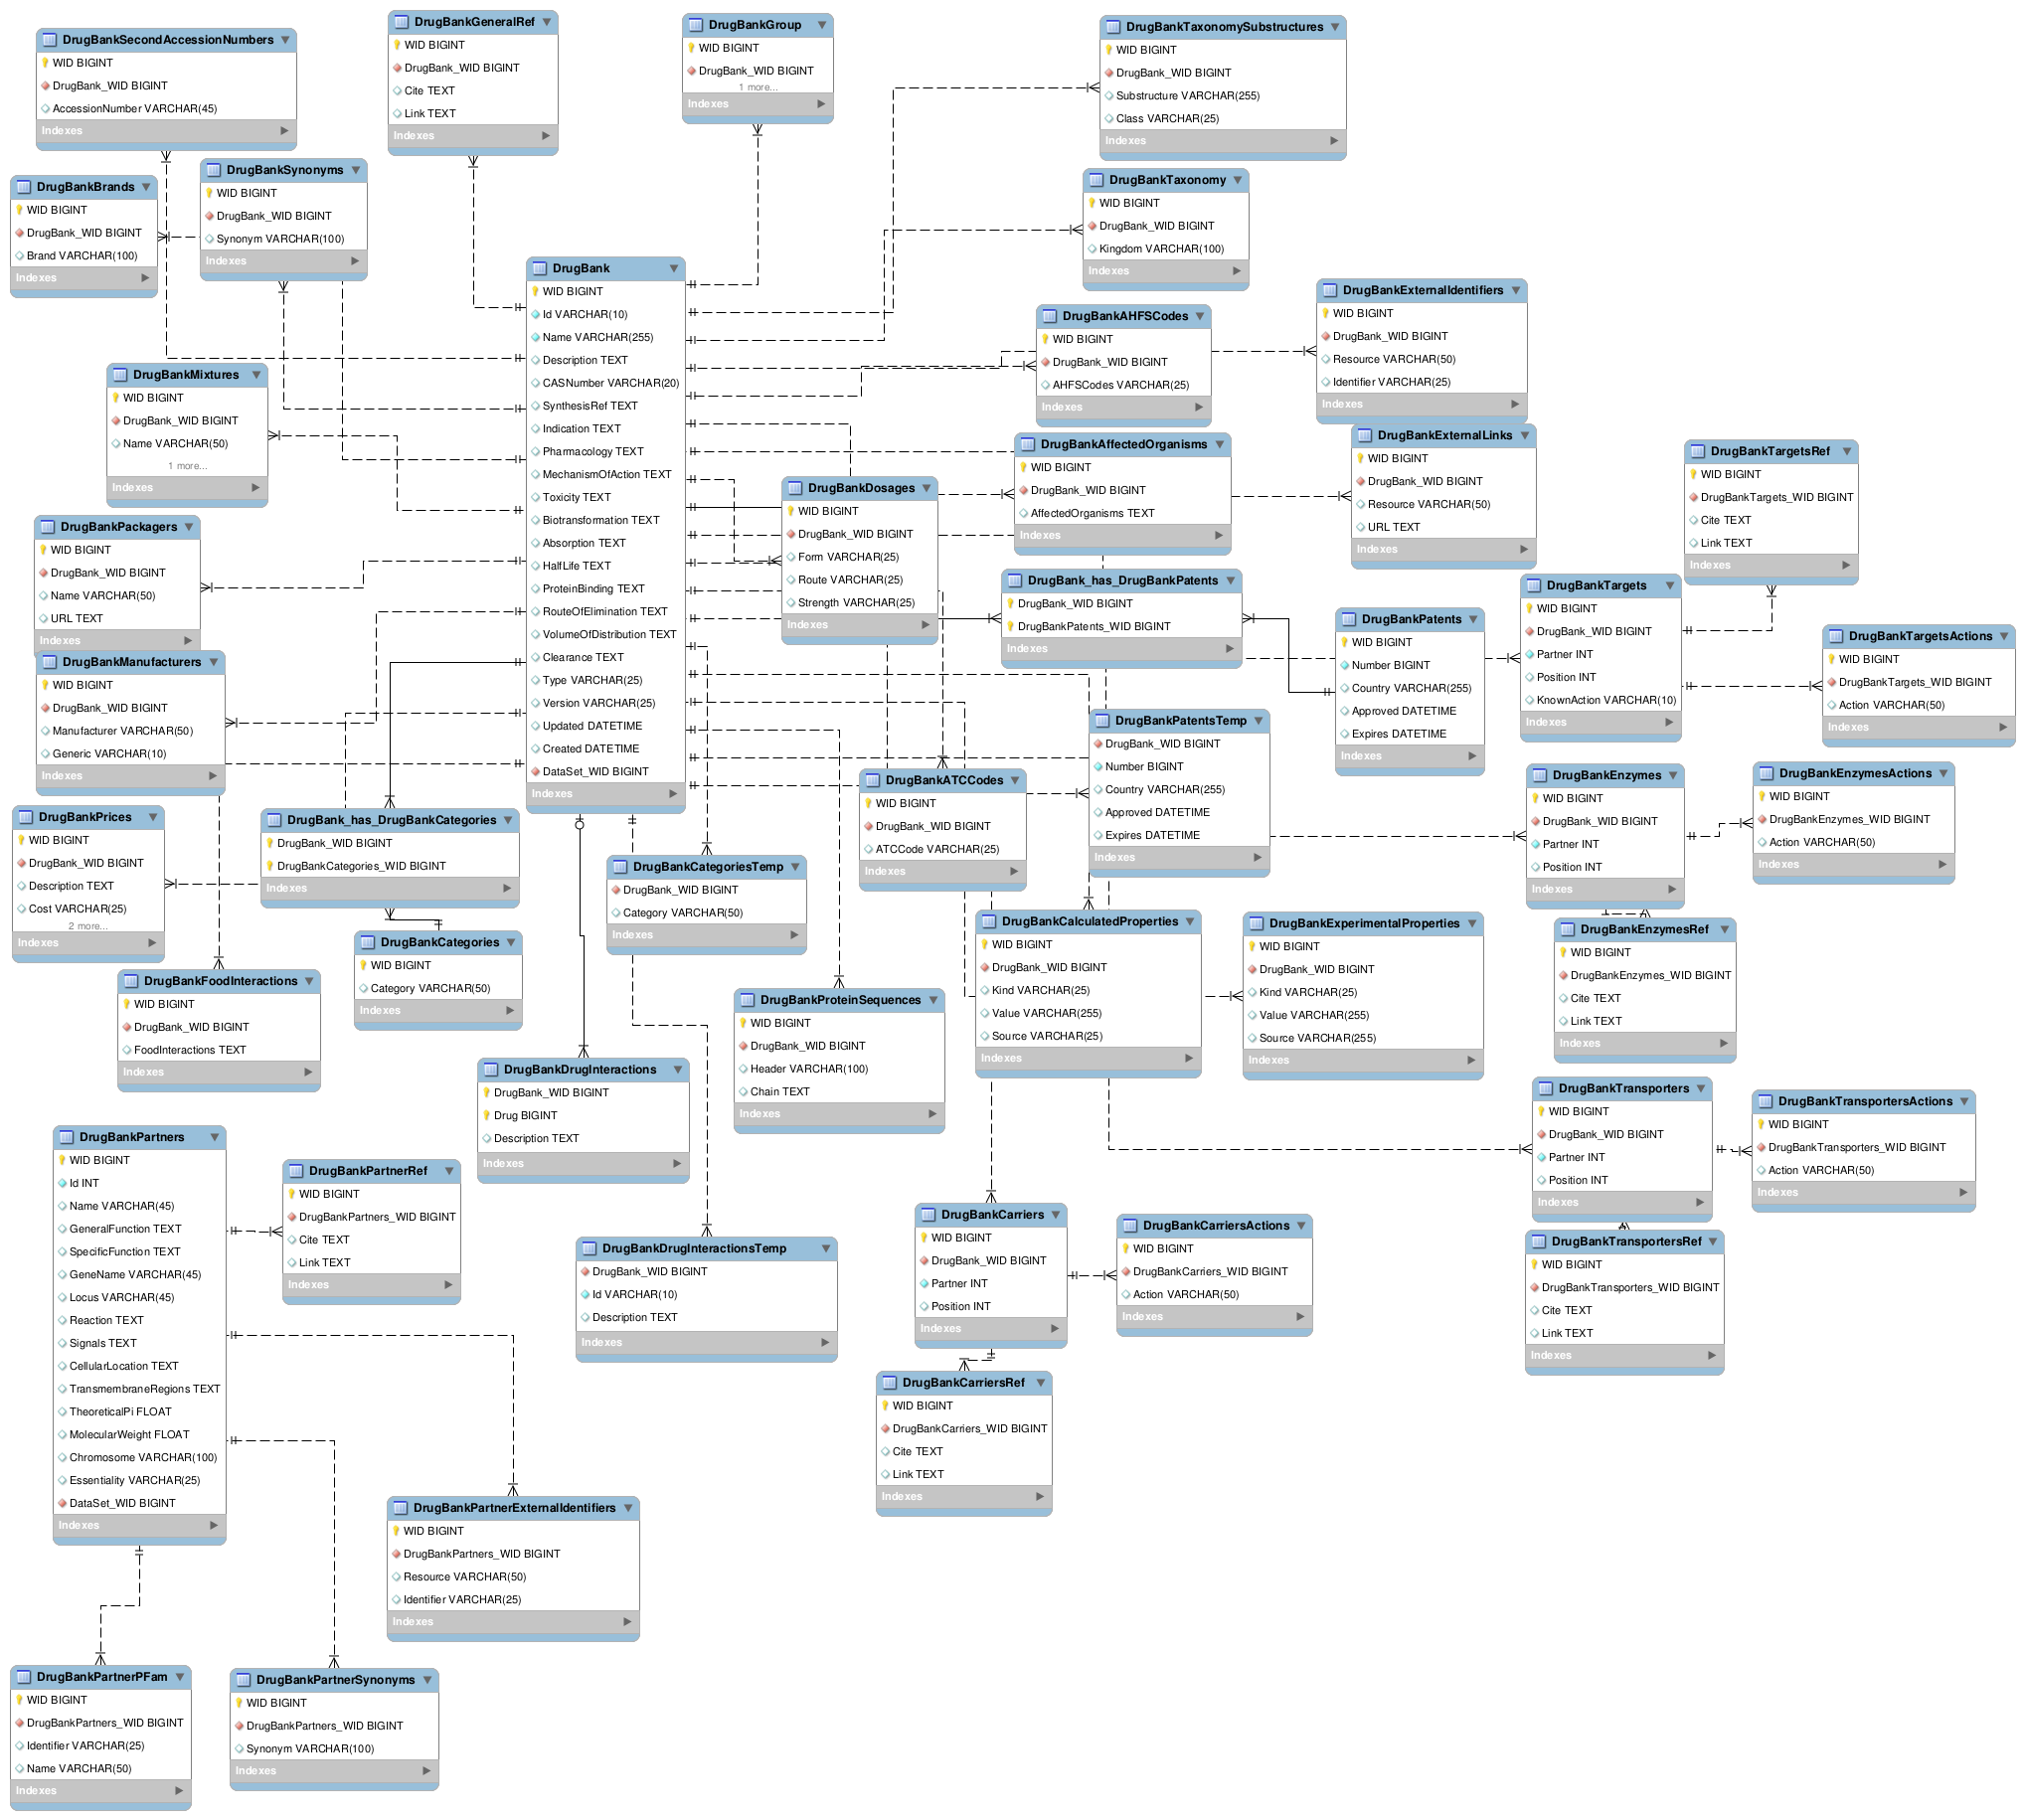 DrugBankSecondAccessionNumbers
WID BIGINT
DrugBank_WID BIGINT
AccessionNumber VARCHAR(45)
Indexes
DrugBankGeneralRef
WID BIGINT
DrugBank_WID BIGINT
Cite TEXT
Link TEXT
Indexes
DrugBankGroup
WID BIGINT
DrugBank_WID BIGINT
1 more...
Indexes
DrugBankTaxonomySubstructures
WID BIGINT
DrugBank_WID BIGINT
Substructure VARCHAR(255)
Class VARCHAR(25)
Indexes
DrugBankBrands
WID BIGINT
DrugBank_WID BIGINT
Brand VARCHAR(100)
Indexes
DrugBankSynonyms
WID BIGINT
DrugBank_WID BIGINT
Synonym VARCHAR(100)
Indexes
DrugBankTaxonomy
WID BIGINT
DrugBank_WID BIGINT
Kingdom VARCHAR(100)
Indexes
DrugBank
WID BIGINT
Id VARCHAR(10)
Name VARCHAR(255)
Description TEXT
CASNumber VARCHAR(20)
SynthesisRef TEXT
Indication TEXT
Pharmacology TEXT
MechanismOfAction TEXT
Toxicity TEXT
Biotransformation TEXT
Absorption TEXT
HalfLife TEXT
ProteinBinding TEXT
RouteOfElimination TEXT
VolumeOfDistribution TEXT
Clearance TEXT
Type VARCHAR(25)
Version VARCHAR(25)
Updated DATETIME
Created DATETIME
DataSet_WID BIGINT
Indexes
DrugBankAHFSCodes
WID BIGINT
DrugBank_WID BIGINT
AHFSCodes VARCHAR(25)
Indexes
DrugBankExternalIdentifiers
WID BIGINT
DrugBank_WID BIGINT
Resource VARCHAR(50)
Identifier VARCHAR(25)
Indexes
DrugBankMixtures
WID BIGINT
DrugBank_WID BIGINT
Name VARCHAR(50)
1 more...
Indexes
DrugBankAffectedOrganisms
WID BIGINT
DrugBank_WID BIGINT
AffectedOrganisms TEXT
Indexes
DrugBankExternalLinks
WID BIGINT
DrugBank_WID BIGINT
Resource VARCHAR(50)
URL TEXT
Indexes
DrugBankTargetsRef
WID BIGINT
DrugBankTargets_WID BIGINT
Cite TEXT
Link TEXT
Indexes
DrugBankDosages
WID BIGINT
DrugBank_WID BIGINT
Form VARCHAR(25)
Route VARCHAR(25)
Strength VARCHAR(25)
Indexes
DrugBankPackagers
WID BIGINT
DrugBank_WID BIGINT
Name VARCHAR(50)
URL TEXT
Indexes
DrugBank_has_DrugBankPatents
DrugBank_WID BIGINT
DrugBankPatents_WID BIGINT
Indexes
DrugBankPatents
WID BIGINT
Number BIGINT
Country VARCHAR(255)
Approved DATETIME
Expires DATETIME
Indexes
DrugBankTargets
WID BIGINT
DrugBank_WID BIGINT
Partner INT
Position INT
KnownAction VARCHAR(10)
Indexes
DrugBankTargetsActions
WID BIGINT
DrugBankTargets_WID BIGINT
Action VARCHAR(50)
Indexes
DrugBankManufacturers
WID BIGINT
DrugBank_WID BIGINT
Manufacturer VARCHAR(50)
Generic VARCHAR(10)
Indexes
DrugBankPatentsTemp
DrugBank_WID BIGINT
Number BIGINT
Country VARCHAR(255)
Approved DATETIME
Expires DATETIME
Indexes
DrugBankATCCodes
WID BIGINT
DrugBank_WID BIGINT
ATCCode VARCHAR(25)
Indexes
DrugBankEnzymes
WID BIGINT
DrugBank_WID BIGINT
Partner INT
Position INT
Indexes
DrugBankEnzymesActions
WID BIGINT
DrugBankEnzymes_WID BIGINT
Action VARCHAR(50)
Indexes
DrugBankPrices
WID BIGINT
DrugBank_WID BIGINT
Description TEXT
Cost VARCHAR(25)
2 more...
Indexes
DrugBank_has_DrugBankCategories
DrugBank_WID BIGINT
DrugBankCategories_WID BIGINT
Indexes
DrugBankCategoriesTemp
DrugBank_WID BIGINT
Category VARCHAR(50)
Indexes
DrugBankCategories
WID BIGINT
Category VARCHAR(50)
Indexes
DrugBankCalculatedProperties
WID BIGINT
DrugBank_WID BIGINT
Kind VARCHAR(25)
Value VARCHAR(255)
Source VARCHAR(25)
Indexes
DrugBankExperimentalProperties
WID BIGINT
DrugBank_WID BIGINT
Kind VARCHAR(25)
Value VARCHAR(255)
Source VARCHAR(255)
Indexes
DrugBankEnzymesRef
WID BIGINT
DrugBankEnzymes_WID BIGINT
Cite TEXT
Link TEXT
Indexes
DrugBankFoodInteractions
WID BIGINT
DrugBank_WID BIGINT
FoodInteractions TEXT
Indexes
DrugBankProteinSequences
WID BIGINT
DrugBank_WID BIGINT
Header VARCHAR(100)
Chain TEXT
Indexes
DrugBankDrugInteractions
DrugBank_WID BIGINT
Drug BIGINT
Description TEXT
Indexes
DrugBankTransporters
WID BIGINT
DrugBank_WID BIGINT
Partner INT
Position INT
Indexes
DrugBankTransportersActions
WID BIGINT
DrugBankTransporters_WID BIGINT
Action VARCHAR(50)
Indexes
DrugBankPartners
WID BIGINT
Id INT
Name VARCHAR(45)
GeneralFunction TEXT
SpecificFunction TEXT
GeneName VARCHAR(45)
Locus VARCHAR(45)
Reaction TEXT
Signals TEXT
CellularLocation TEXT
TransmembraneRegions TEXT
TheoreticalPi FLOAT
MolecularWeight FLOAT
Chromosome VARCHAR(100)
Essentiality VARCHAR(25)
DataSet_WID BIGINT
Indexes
DrugBankPartnerRef
WID BIGINT
DrugBankPartners_WID BIGINT
Cite TEXT
Link TEXT
Indexes
DrugBankDrugInteractionsTemp
DrugBank_WID BIGINT
Id VARCHAR(10)
Description TEXT
Indexes
DrugBankCarriers
WID BIGINT
DrugBank_WID BIGINT
Partner INT
Position INT
Indexes
DrugBankCarriersActions
WID BIGINT
DrugBankCarriers_WID BIGINT
Action VARCHAR(50)
Indexes
DrugBankTransportersRef
WID BIGINT
DrugBankTransporters_WID BIGINT
Cite TEXT
Link TEXT
Indexes
DrugBankCarriersRef
WID BIGINT
DrugBankCarriers_WID BIGINT
Cite TEXT
Link TEXT
Indexes
DrugBankPartnerExternalIdentifiers
WID BIGINT
DrugBankPartners_WID BIGINT
Resource VARCHAR(50)
Identifier VARCHAR(25)
Indexes
DrugBankPartnerPFam
WID BIGINT
DrugBankPartners_WID BIGINT
Identifier VARCHAR(25)
Name VARCHAR(50)
Indexes
DrugBankPartnerSynonyms
WID BIGINT
DrugBankPartners_WID BIGINT
Synonym VARCHAR(100)
Indexes